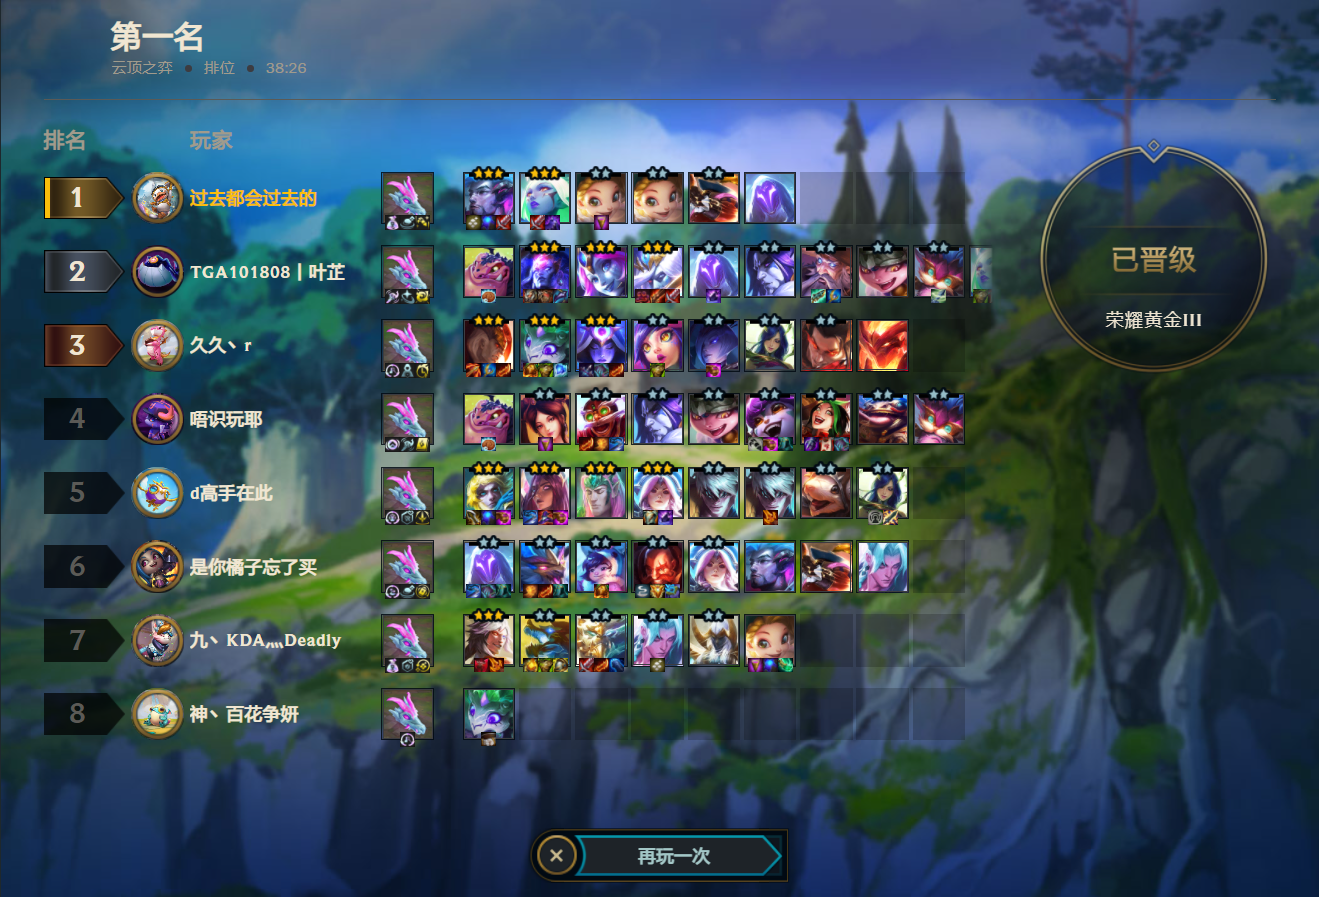 第一名
云顶之弈 • 排位 • 38:26
排名 玩家
1 过去都会过去的
2 TGA101808丨叶芷
3 久久丶r
4 唔识玩耶
5 d高手在此
6 是你橘子忘了买
7 九丶KDA灬Deadly
8 神丶百花争妍
已晋级
荣耀黄金III
再玩一次